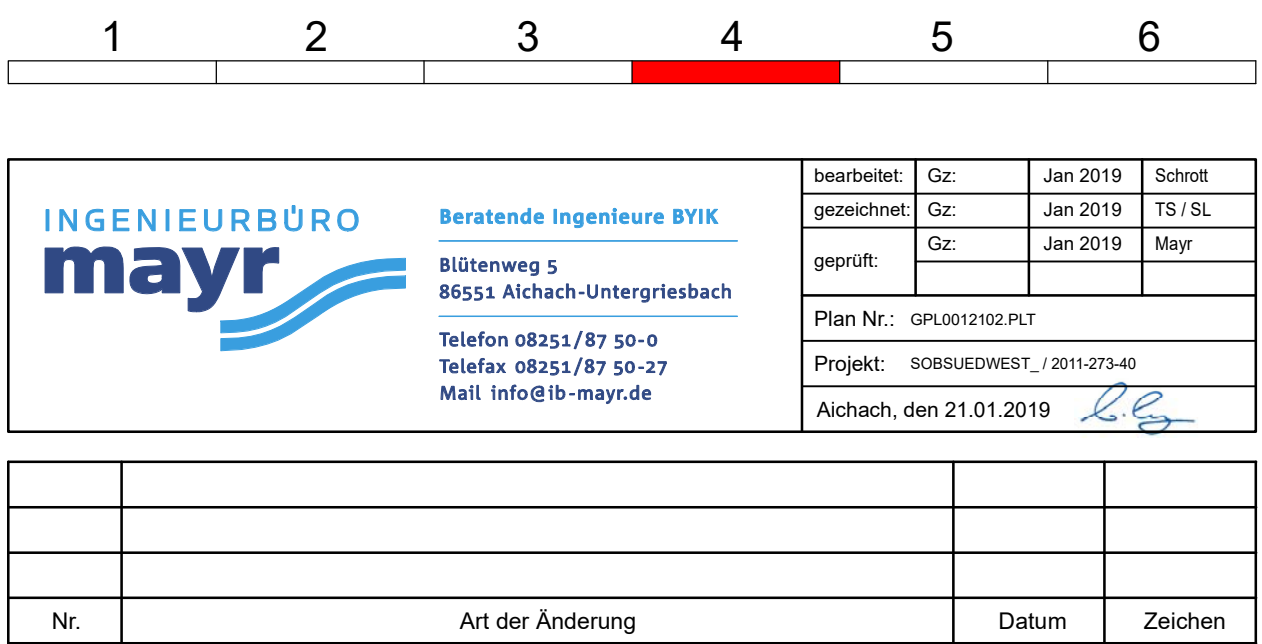 1 2 3 4 5 6
INGENIEURBÜRO
mayr
Beratende Ingenieure BYIK
Blütenweg 5
86551 Aichach-Untergriesbach
Telefon 08251/87 50-0
Telefax 08251/87 50-27
Mail info@ib-mayr.de
bearbeitet: Gz: Jan 2019 Schrott
gezeichnet: Gz: Jan 2019 TS / SL
geprüft: Gz: Jan 2019 Mayr
Plan Nr.: GPL0012102.PLT
Projekt: SOBSUEDWEST_ / 2011-273-40
Aichach, den 21.01.2019
Nr. Art der Änderung Datum Zeichen